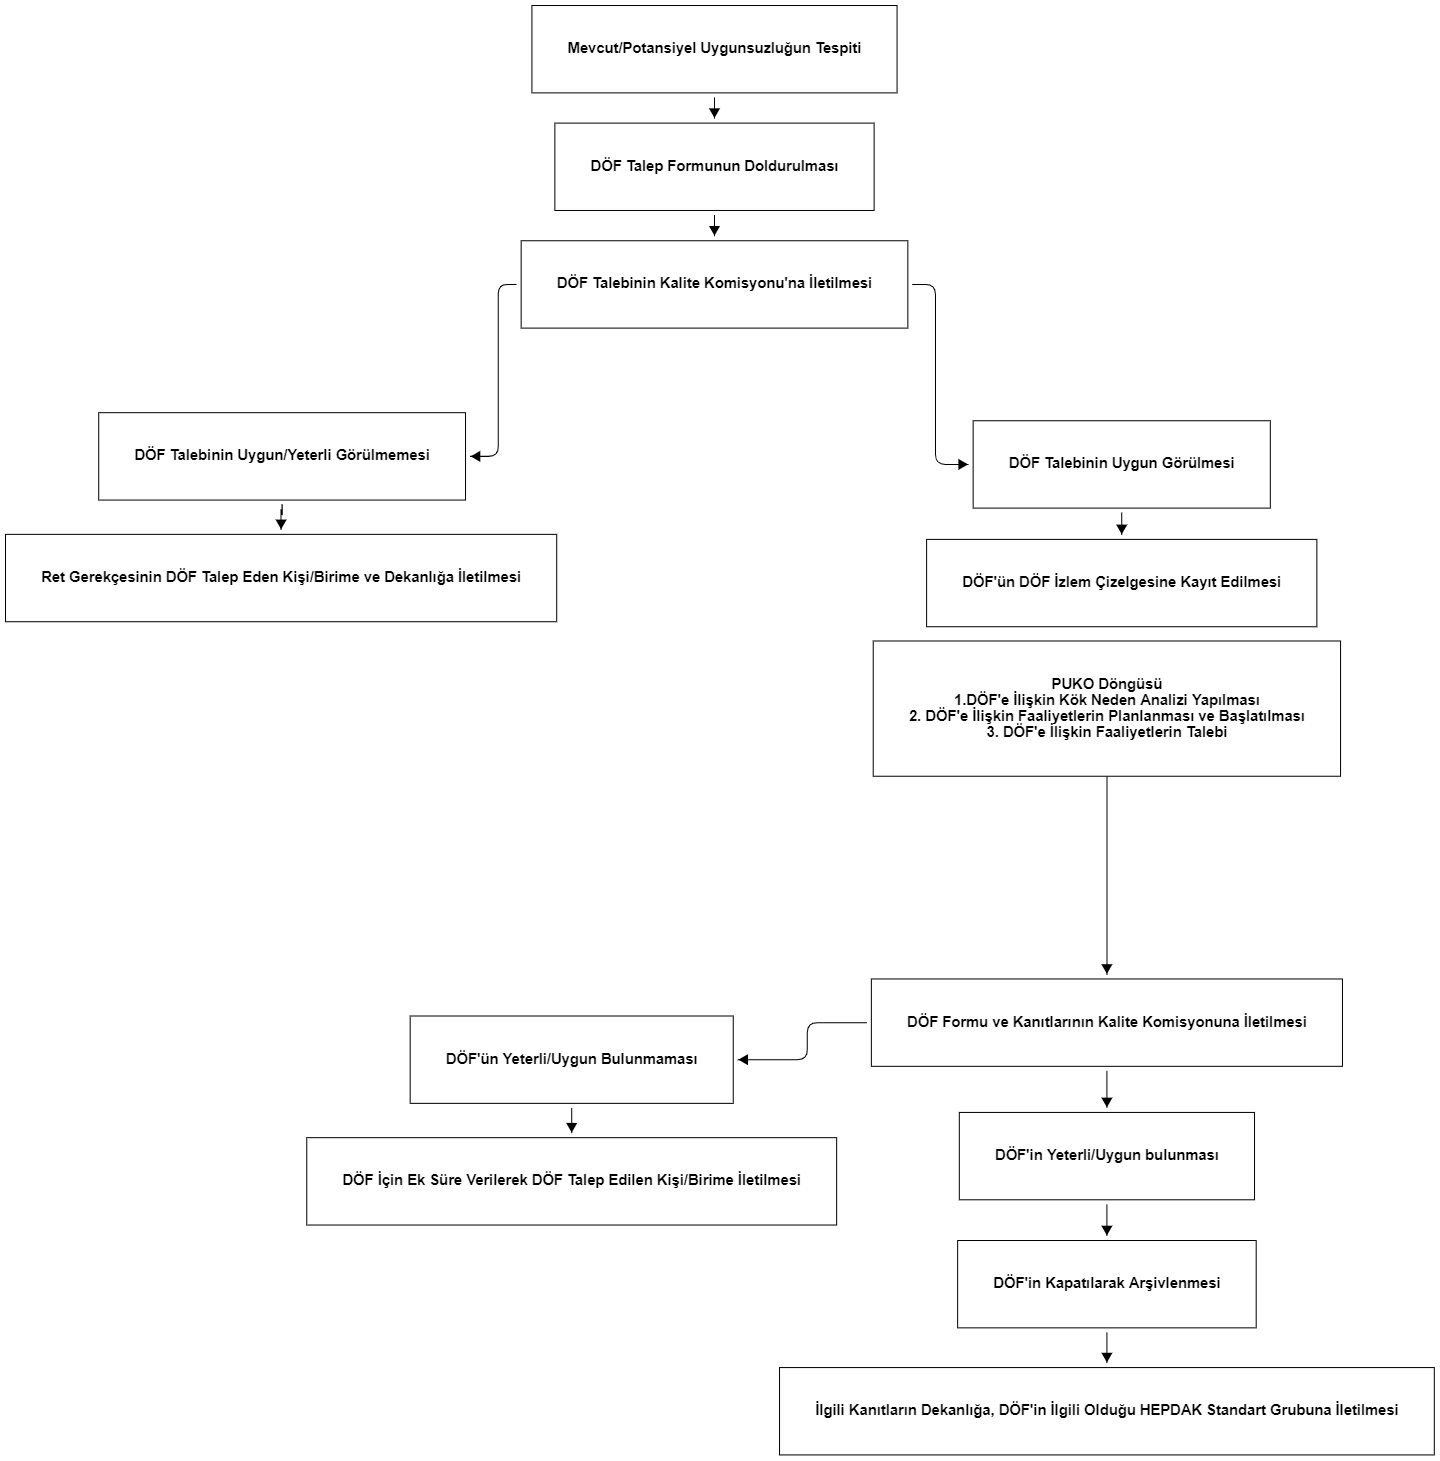 Mevcut/Potansiyel Uygunsuzluğun Tespiti
DÖF Talep Formunun Doldurulması
DÖF Talebinin Kalite Komisyonu'na İletilmesi
DÖF Talebinin Uygun/Yeterli Görülmemesi
DÖF Talebinin Uygun Görülmesi
Ret Gerekçesinin DÖF Talep Eden Kişi/Birime ve Dekanlığa İletilmesi
DÖF'ün DÖF İzlem Çizelgesine Kayıt Edilmesi
PUKO Döngüsü
1.DÖF'e İlişkin Kök Neden Analizi Yapılması
2. DÖF'e İlişkin Faaliyetlerin Planlanması ve Başlatılması
3. DÖF'e İlişkin Faaliyetlerin Talebi
DÖF Formu ve Kanıtlarının Kalite Komisyonuna İletilmesi
DÖF'ün Yeterli/Uygun Bulunmaması
DÖF İçin Ek Süre Verilerek DÖF Talep Edilen Kişi/Birime İletilmesi
DÖF'in Yeterli/Uygun bulunması
DÖF'in Kapatılarak Arşivlenmesi
İlgili Kanıtların Dekanlığa, DÖF'in İlgili Olduğu HEPDAK Standart Grubuna İletilmesi